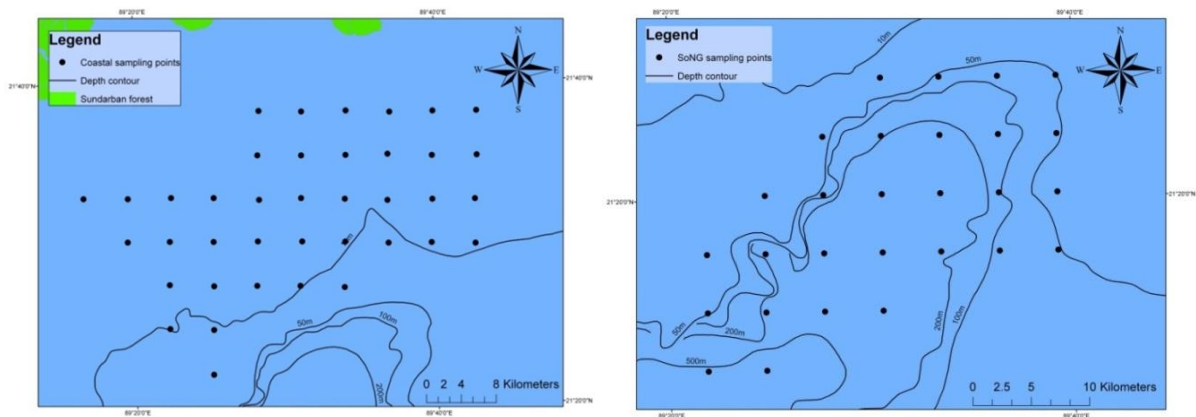 89°20'0"E
89°40'0"E
Legend
Coastal sampling points
Depth contour
Sundarban forest
N
W
E
S
21°40'0"N
21°40'0"N
50m
100m
200m
0 2 4 8 Kilometers
21°20'0"N
89°20'0"E
89°40'0"E
89°20'0"E
89°40'0"E
Legend
SoNG sampling points
Depth contour
10m
50m
N
W
E
S
21°20'0"N
21°20'0"N
50m
200m
500m
200m
100m
0 2.5 5 10 Kilometers
89°20'0"E
89°40'0"E